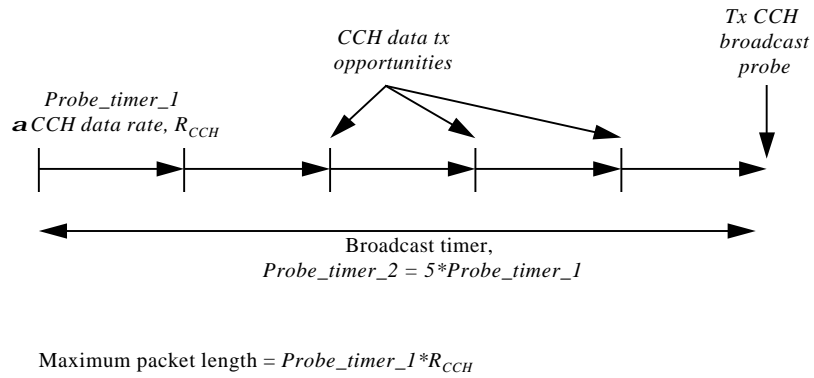 Tx CCH
broadcast
probe
CCH data tx
opportunities
Probe_timer_1
a CCH data rate, R_CCH
Broadcast timer,
Probe_timer_2 = 5*Probe_timer_1
Maximum packet length = Probe_timer_1*R_CCH